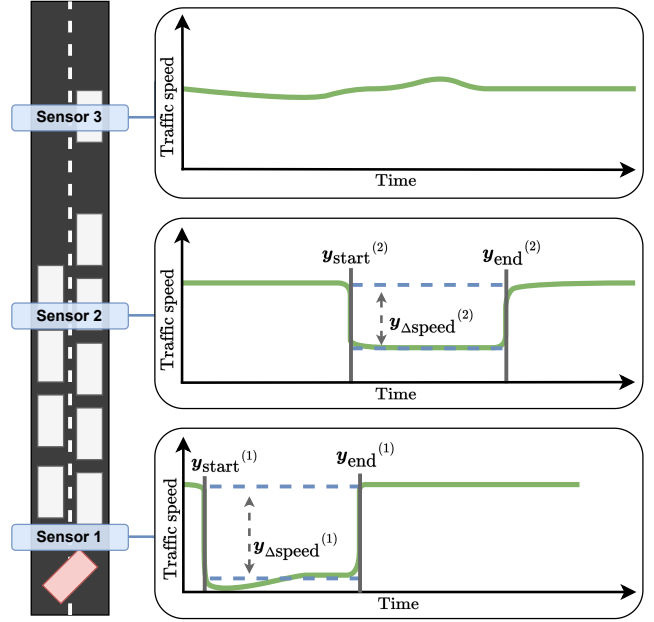 Sensor 3
Traffic speed
Time
Sensor 2
Traffic speed
y_start^(2)
y_end^(2)
y_Δspeed^(2)
Time
Sensor 1
Traffic speed
y_start^(1)
y_end^(1)
y_Δspeed^(1)
Time